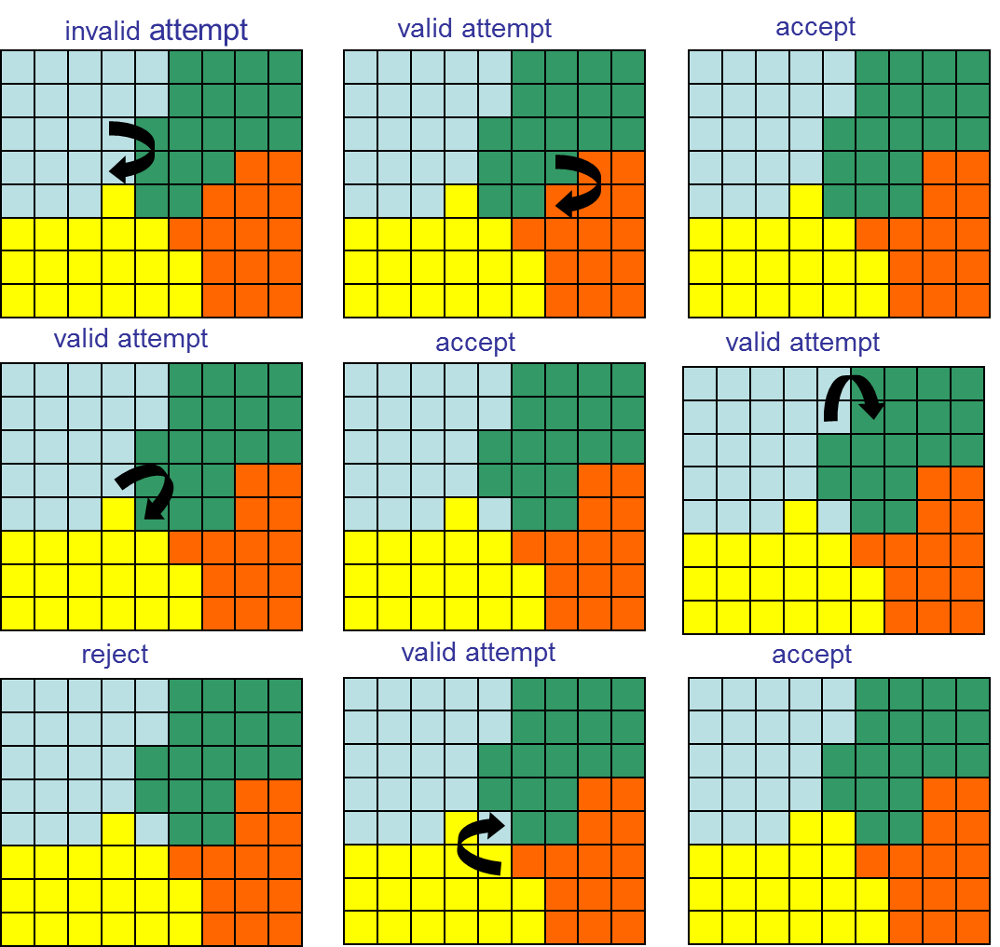 invalid attempt
valid attempt
accept
valid attempt
accept
valid attempt
reject
valid attempt
accept